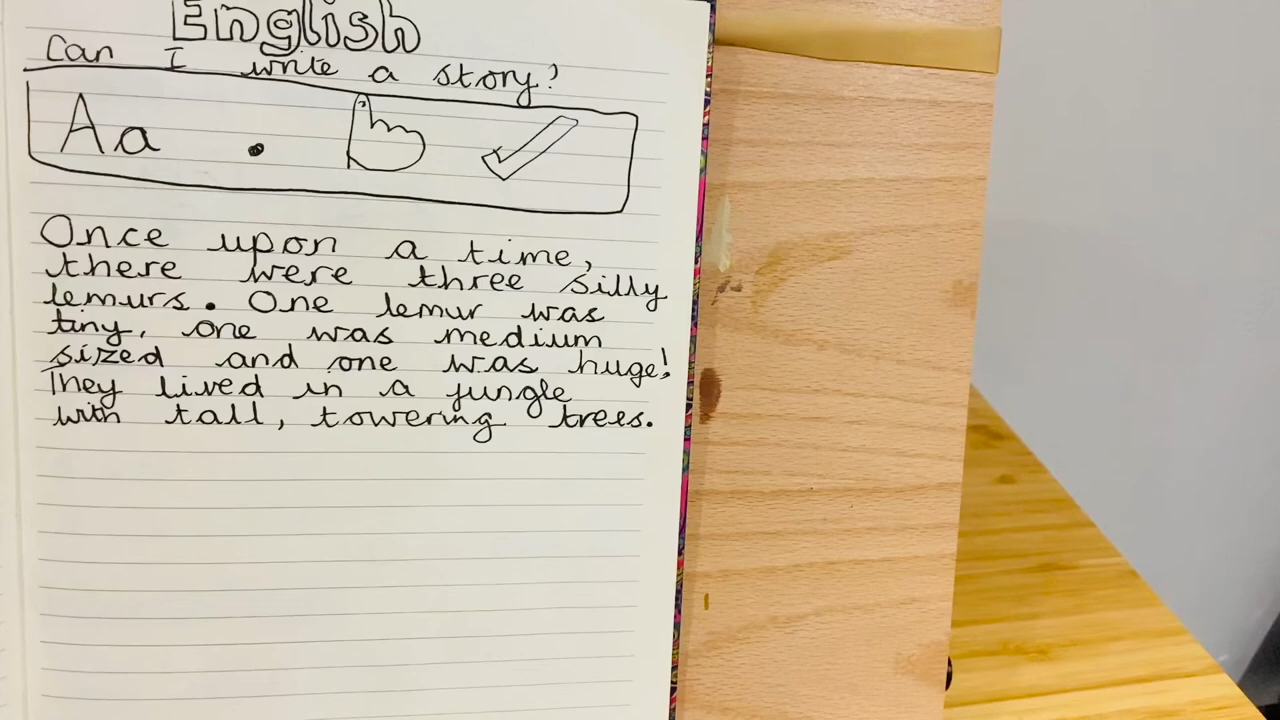 English
Can I write a story?
Aa .
Once upon a time,
there were three silly
lemurs. One lemur was
tiny, one was medium
sized and one was huge!
They lived in a jungle
with tall, towering trees.